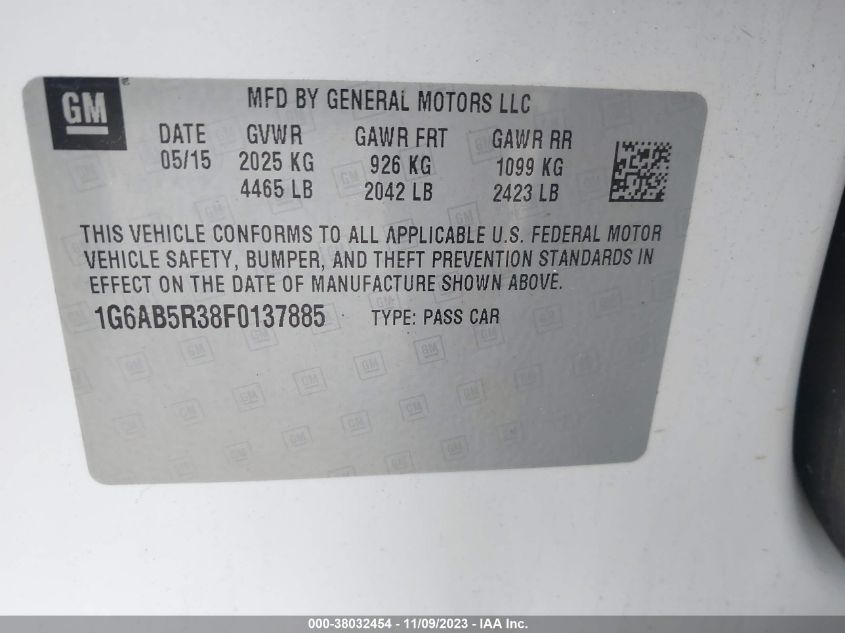 GM
MFD BY GENERAL MOTORS LLC
DATE GVWR GAWR FRT GAWR RR
05/15 2025 KG 926 KG 1099 KG
4465 LB 2042 LB 2423 LB
THIS VEHICLE CONFORMS TO ALL APPLICABLE U.S. FEDERAL MOTOR
VEHICLE SAFETY, BUMPER, AND THEFT PREVENTION STANDARDS IN
EFFECT ON THE DATE OF MANUFACTURE SHOWN ABOVE.
1G6AB5R38F0137885 TYPE: PASS CAR
000-38032454 - 11/09/2023 - IAA Inc.